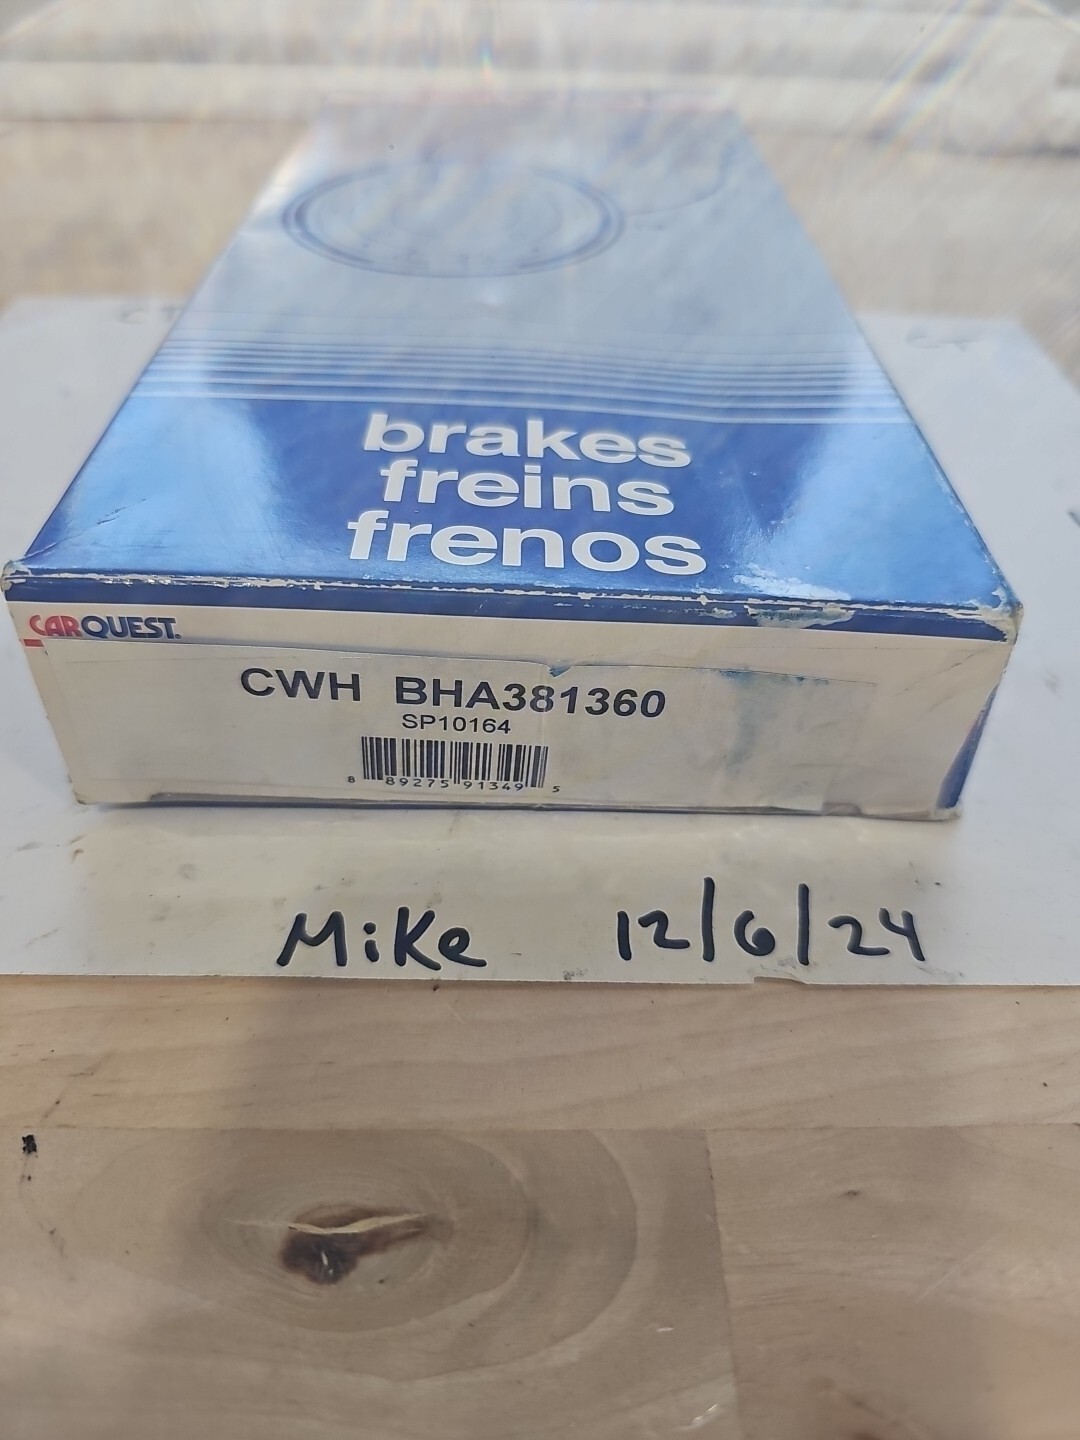 brakes
freins
frenos
CARQUEST.
CWH BHA381360
SP10164
8 89275 91349 5
Mike 12/6/24